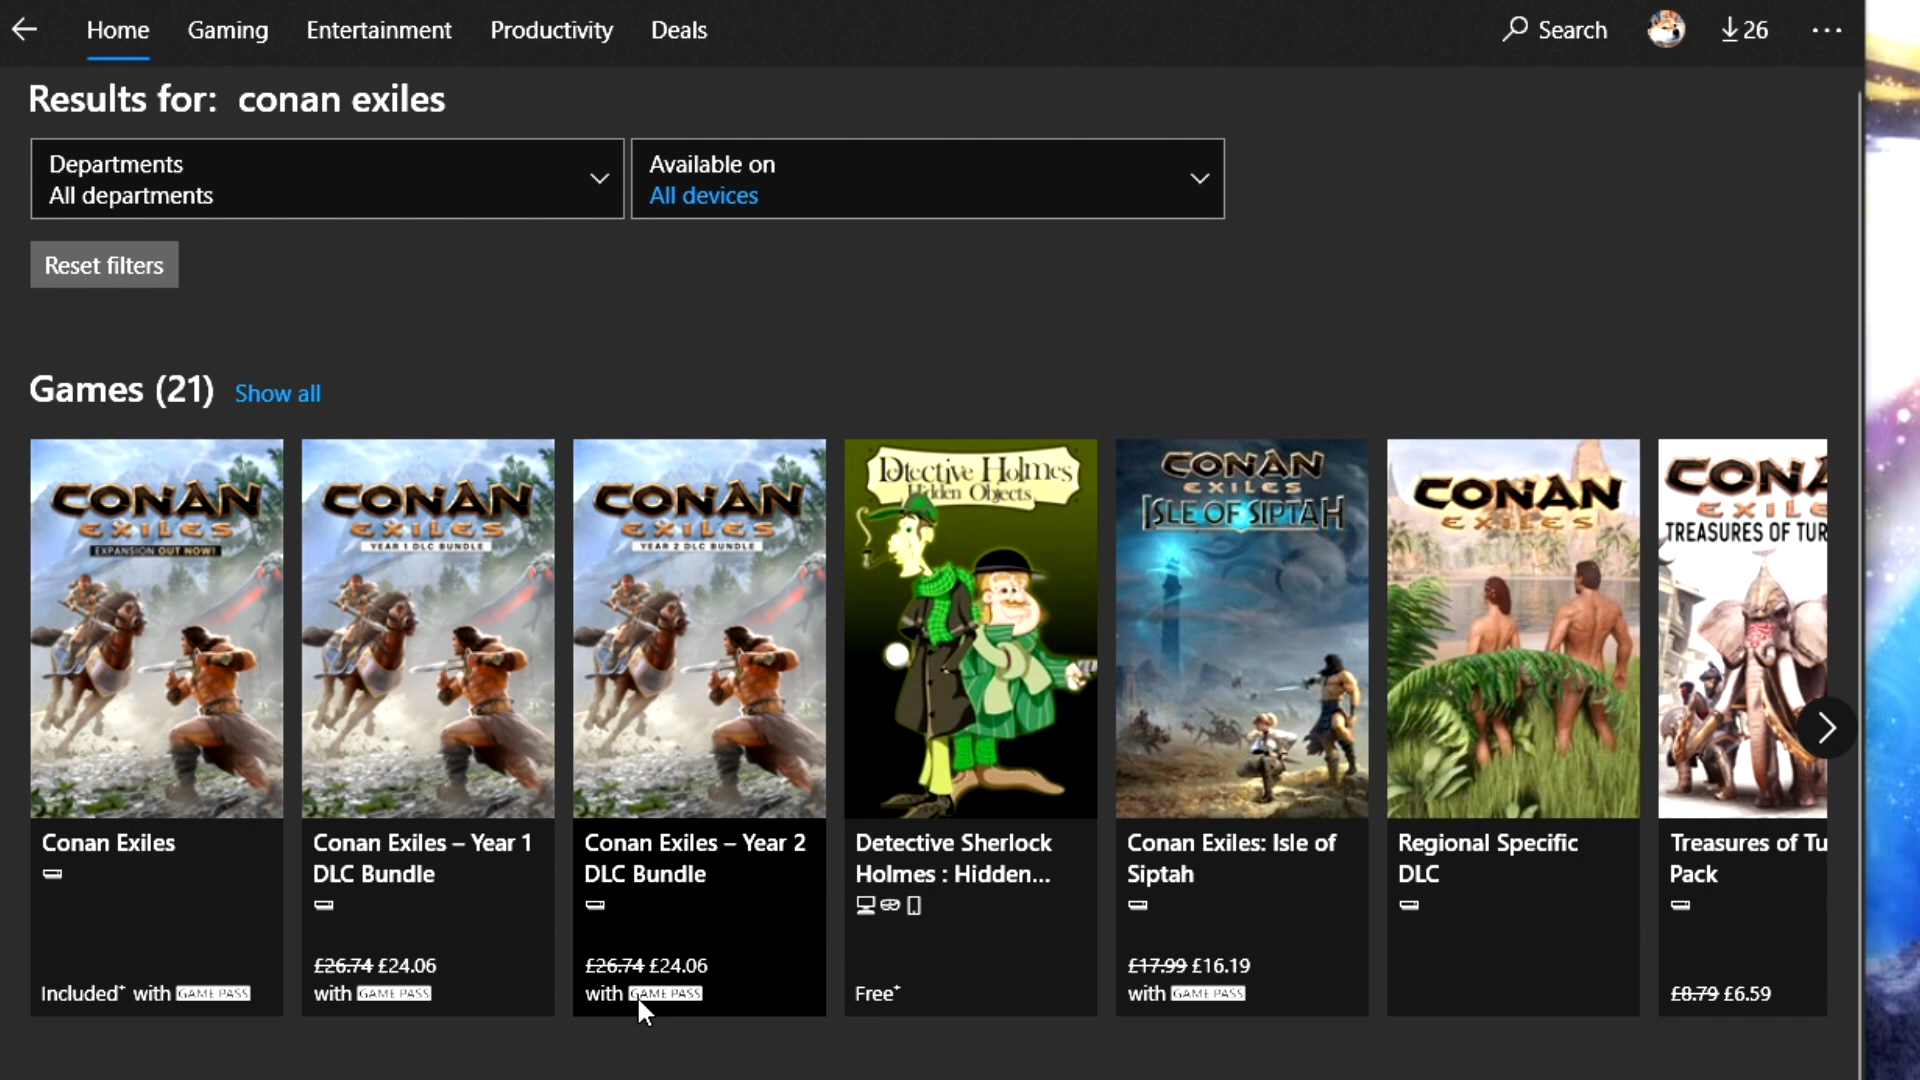 Home Gaming Entertainment Productivity Deals Search 26
Results for: conan exiles
Departments
All departments
Available on
All devices
Reset filters
Games (21) Show all
CONAN
EXILES
EXPANSION OUT NOW!
CONAN
EXILES
YEAR 1 DLC BUNDLE
CONAN
EXILES
YEAR 2 DLC BUNDLE
Detective Holmes
Hidden Objects
CONAN
EXILES
ISLE OF SIPTAH
CONAN
EXILES
CONA
EXILE
TREASURES OF TUR
Conan Exiles
Included+ with GAME PASS
Conan Exiles – Year 1
DLC Bundle
£26.74 £24.06
with GAME PASS
Conan Exiles – Year 2
DLC Bundle
£26.74 £24.06
with GAME PASS
Detective Sherlock
Holmes : Hidden...
Free+
Conan Exiles: Isle of
Siptah
£17.99 £16.19
with GAME PASS
Regional Specific
DLC
Treasures of Tu
Pack
£8.79 £6.59